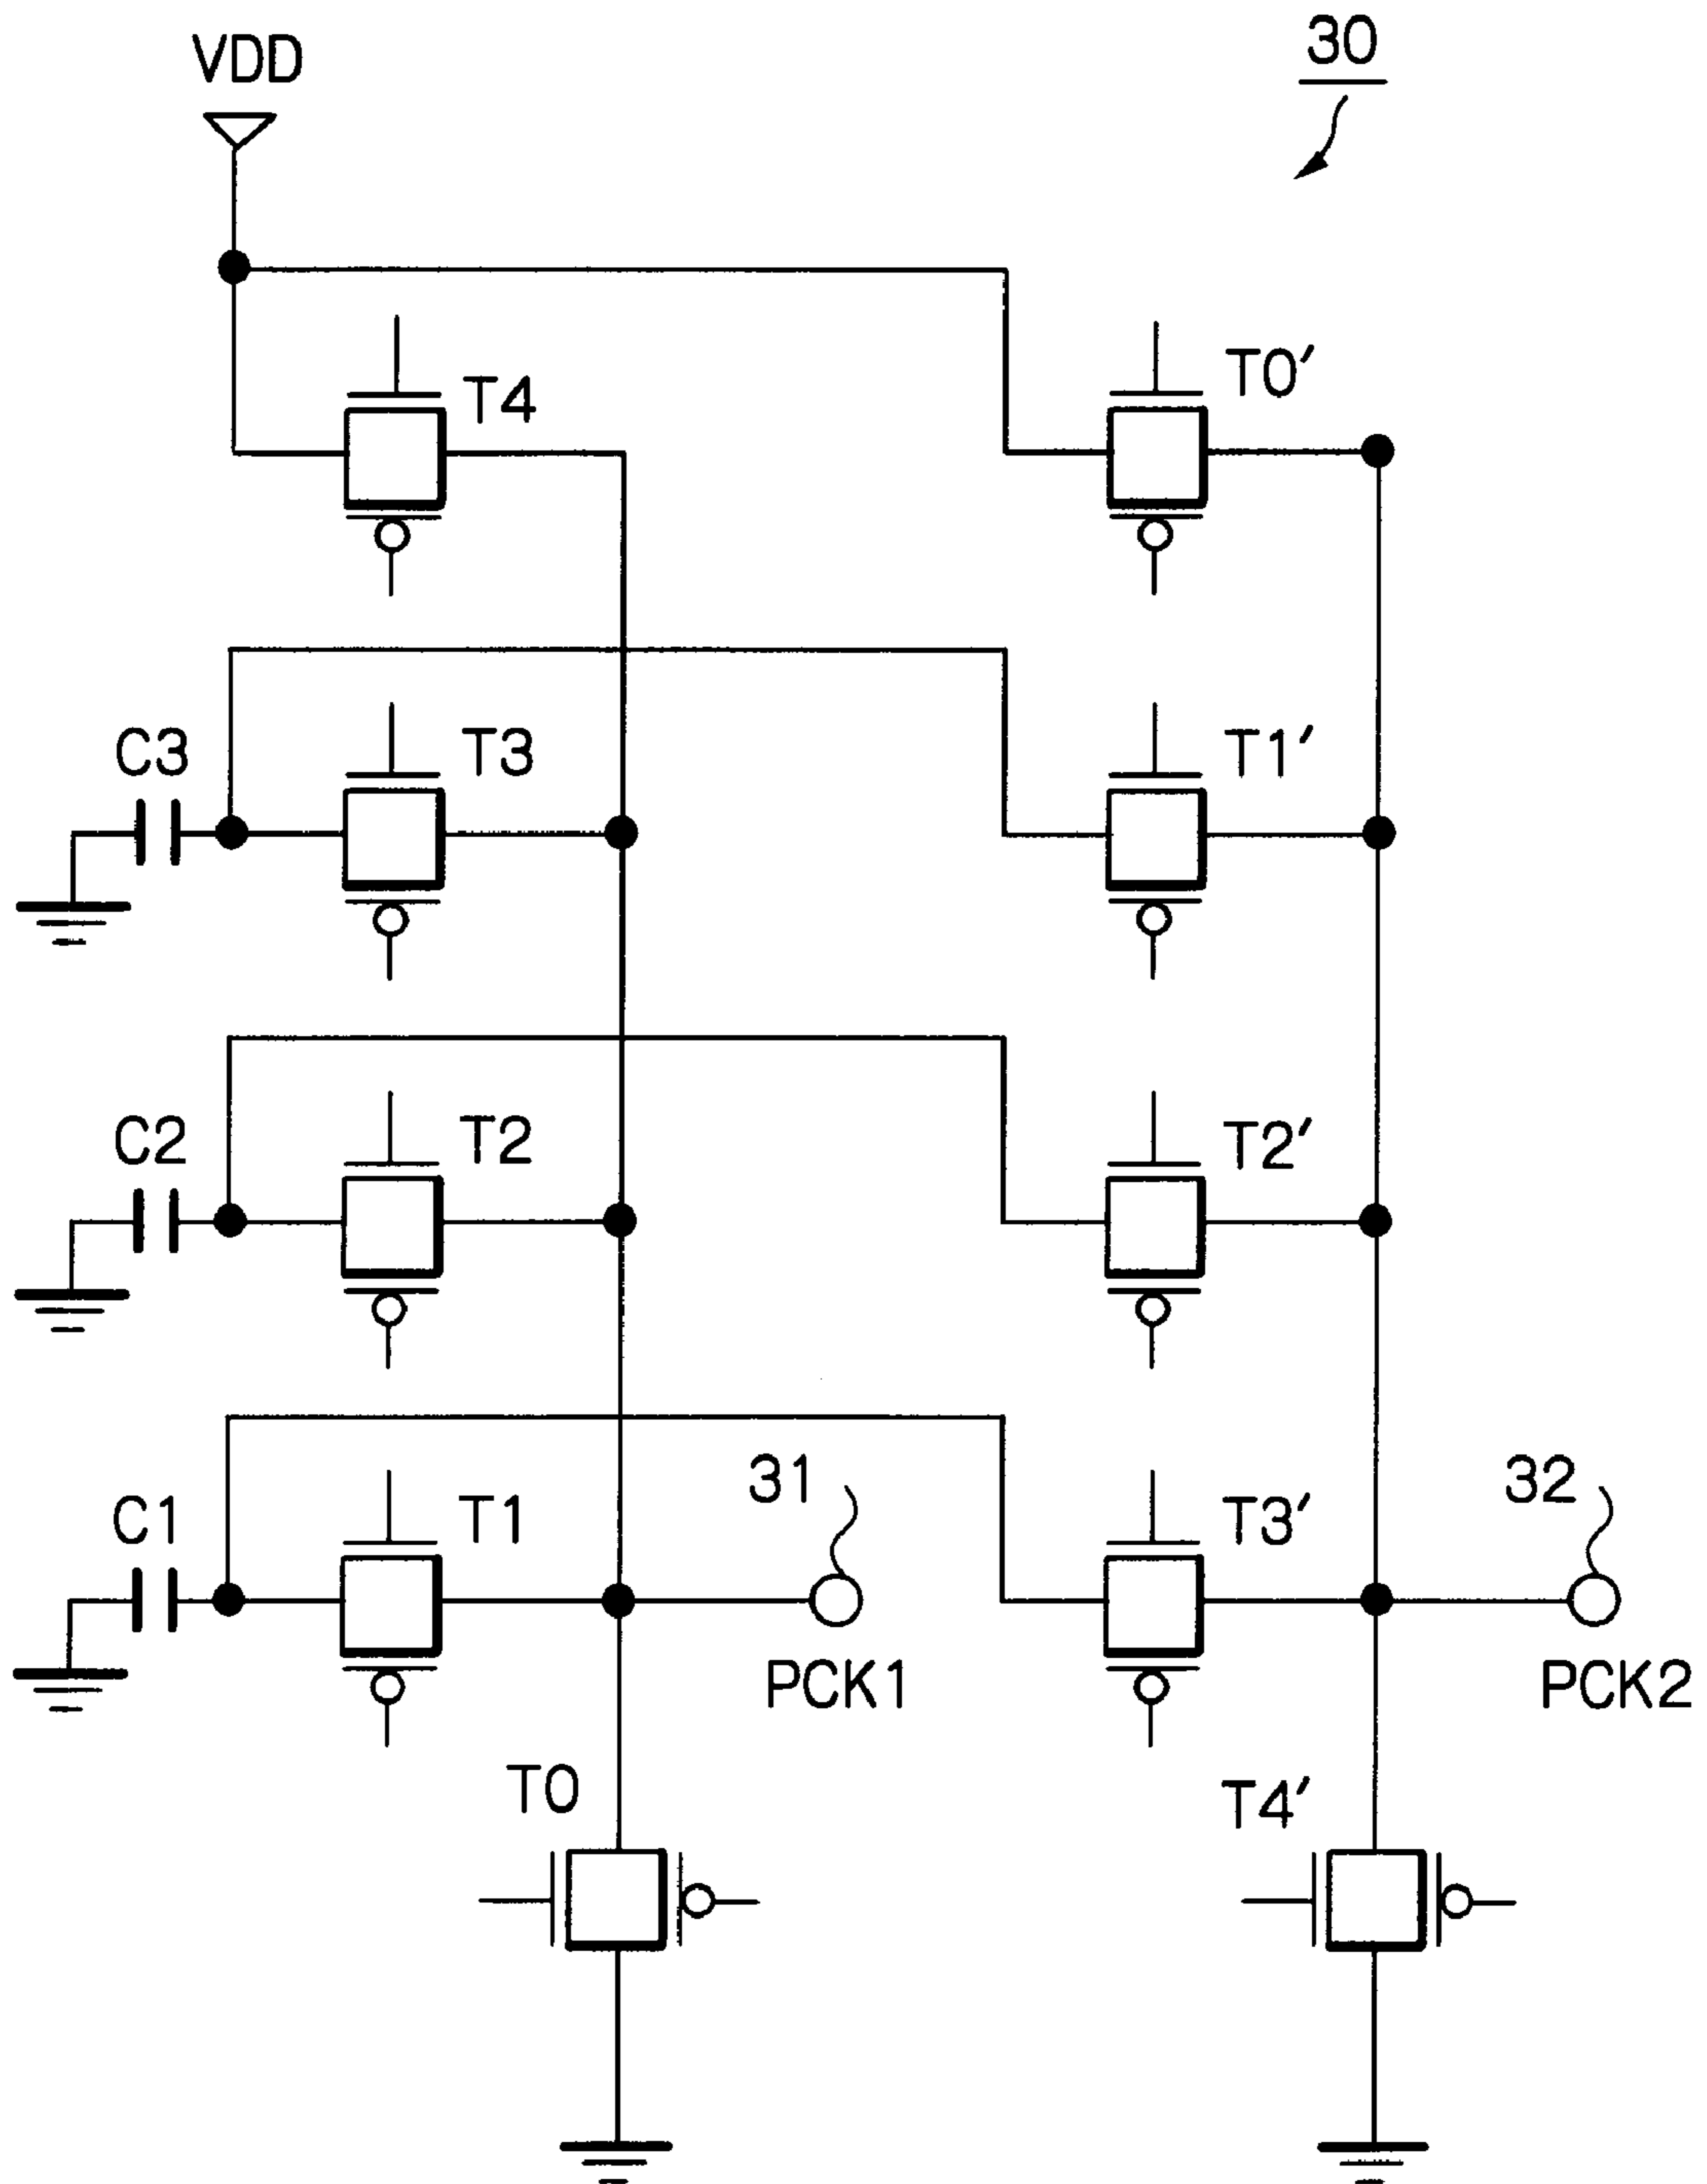 VDD
30
T4
T0'
C3
T3
T1'
C2
T2
T2'
C1
T1
31
T3'
32
PCK1
PCK2
T0
T4'